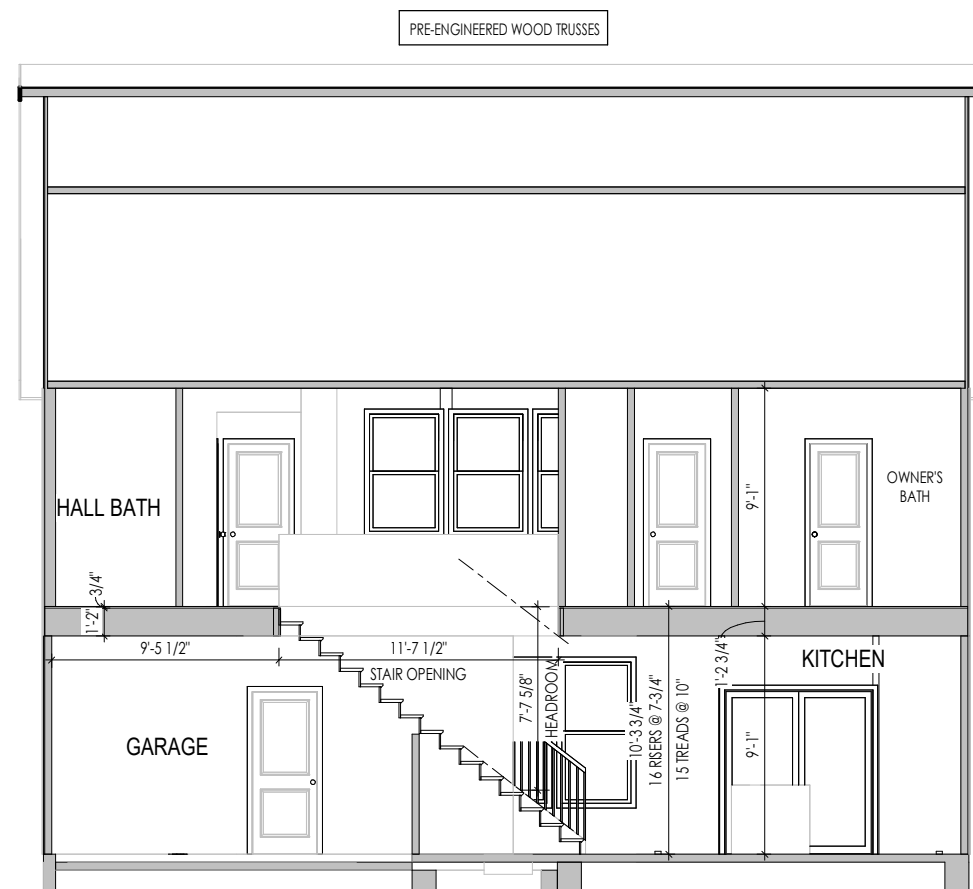 PRE-ENGINEERED WOOD TRUSSES
HALL BATH
OWNER'S
BATH
9'-1"
3/4"
1'-2"
9'-5 1/2"
11'-7 1/2"
STAIR OPENING
7'-7 5/8"
HEADROOM
10'-3 3/4"
16 RISERS @ 7-3/4"
15 TREADS @ 10"
1'-2 3/4"
KITCHEN
GARAGE
9'-1"